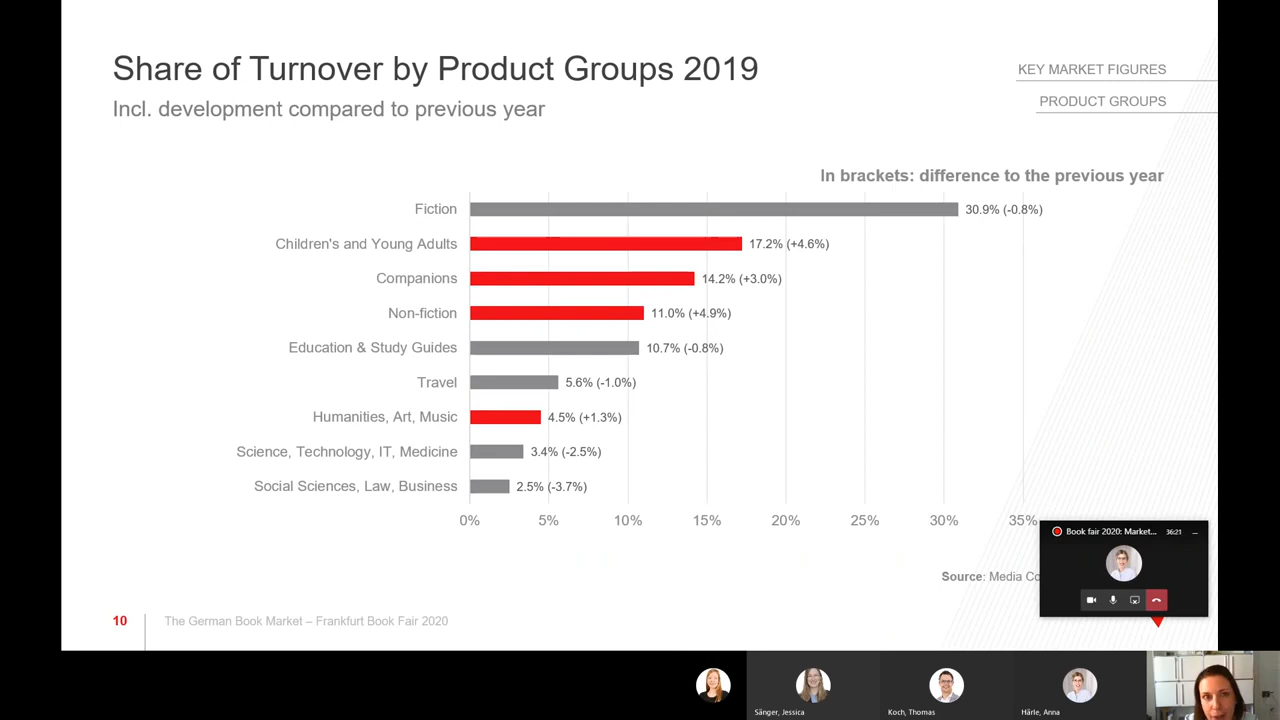 Share of Turnover by Product Groups 2019
Incl. development compared to previous year
KEY MARKET FIGURES
PRODUCT GROUPS
In brackets: difference to the previous year
Fiction 30.9% (-0.8%)
Children's and Young Adults 17.2% (+4.6%)
Companions 14.2% (+3.0%)
Non-fiction 11.0% (+4.9%)
Education & Study Guides 10.7% (-0.8%)
Travel 5.6% (-1.0%)
Humanities, Art, Music 4.5% (+1.3%)
Science, Technology, IT, Medicine 3.4% (-2.5%)
Social Sciences, Law, Business 2.5% (-3.7%)
0% 5% 10% 15% 20% 25% 30% 35%
Book fair 2020: Market... 36:21
Source: Media Co
10 The German Book Market – Frankfurt Book Fair 2020
Sänger, Jessica Koch, Thomas Härle, Anna